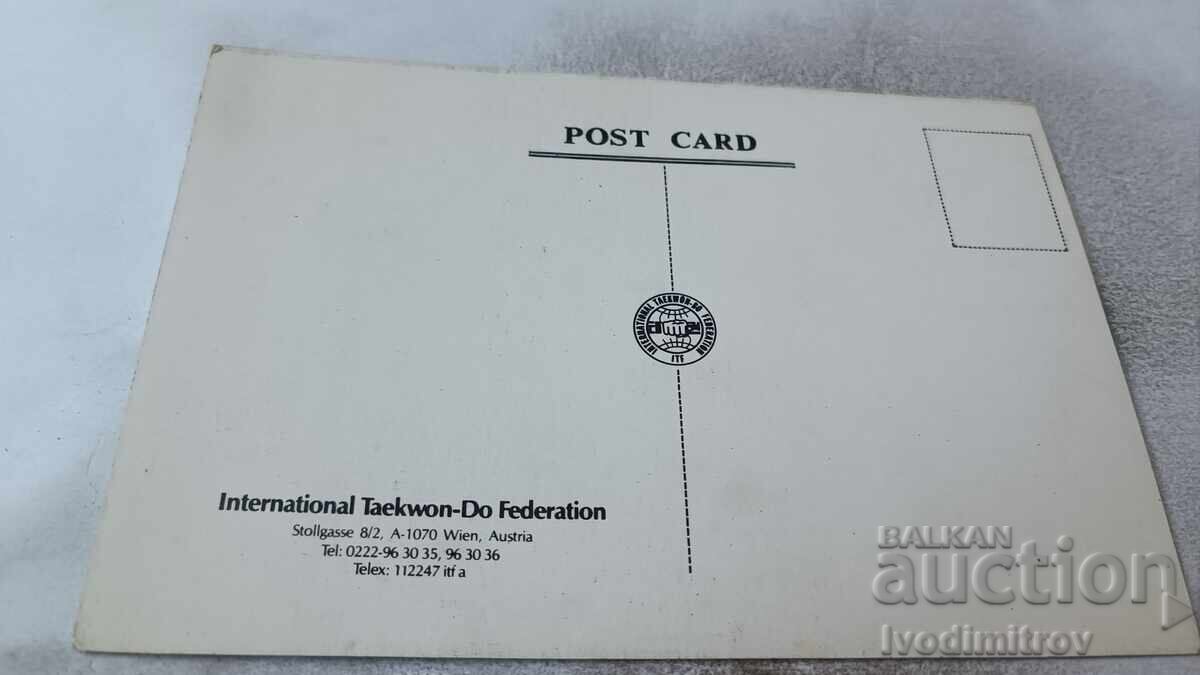 POST CARD
INTERNATIONAL TAEKWON-DO FEDERATION
ITF
International Taekwon-Do Federation
Stollgasse 8/2, A-1070 Wien, Austria
Tel: 0222-96 30 35, 96 30 36
Telex: 112247 itf a
BALKAN
auction
Ivodimitrov